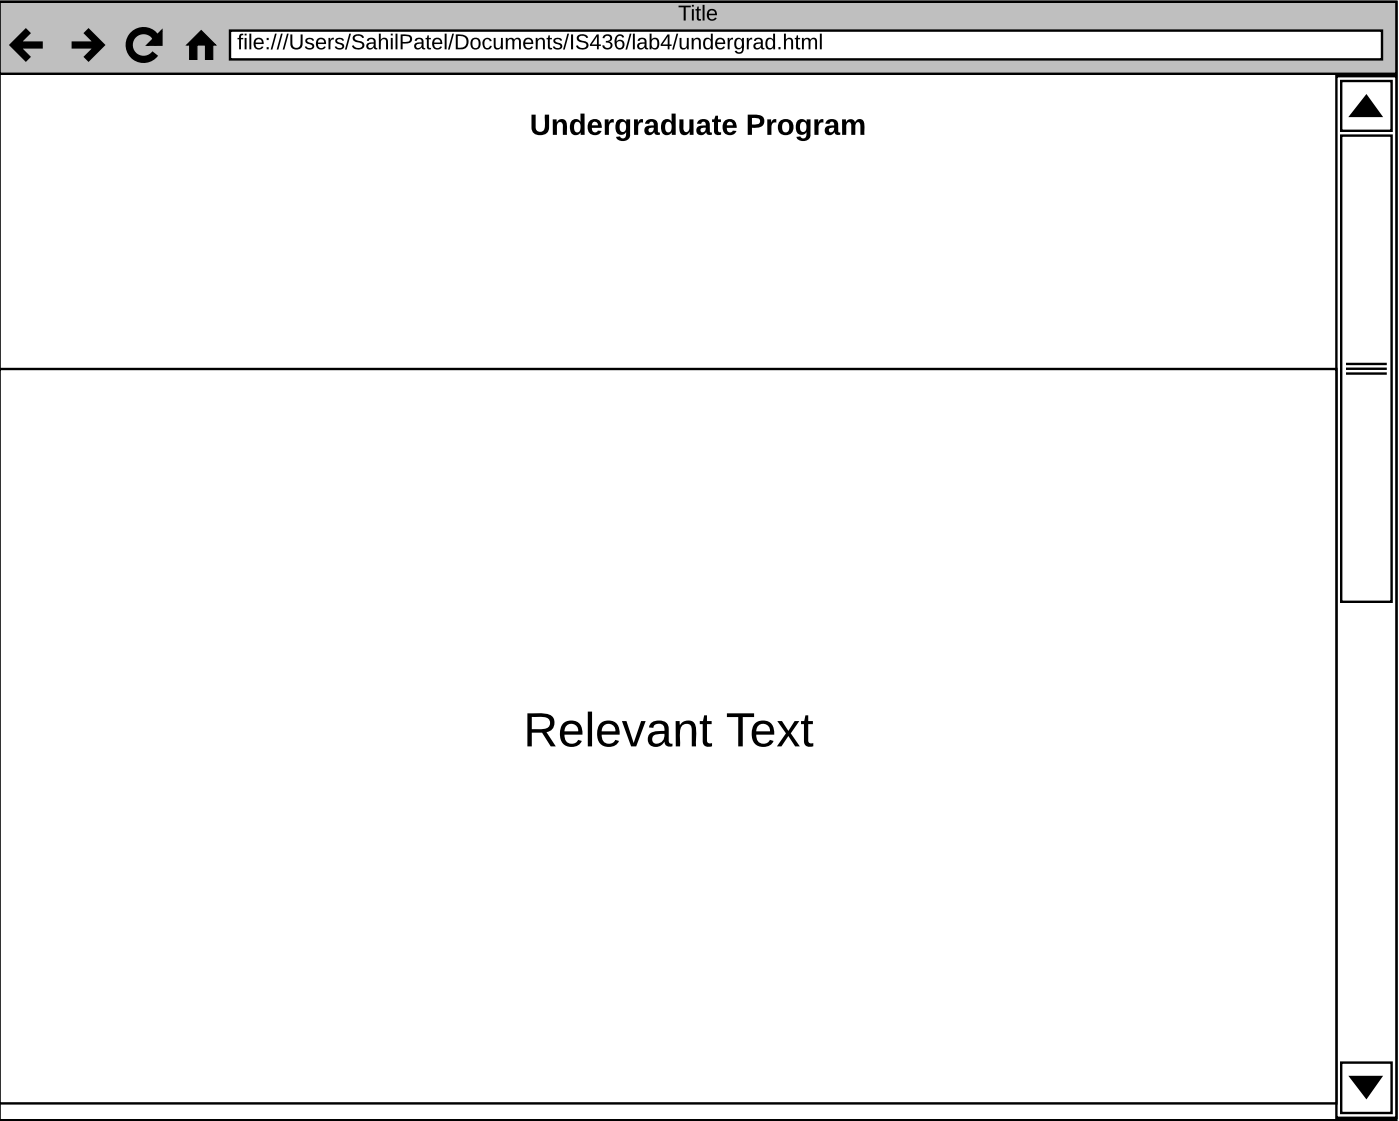 Title
file:///Users/SahilPatel/Documents/IS436/lab4/undergrad.html
Undergraduate Program
Relevant Text